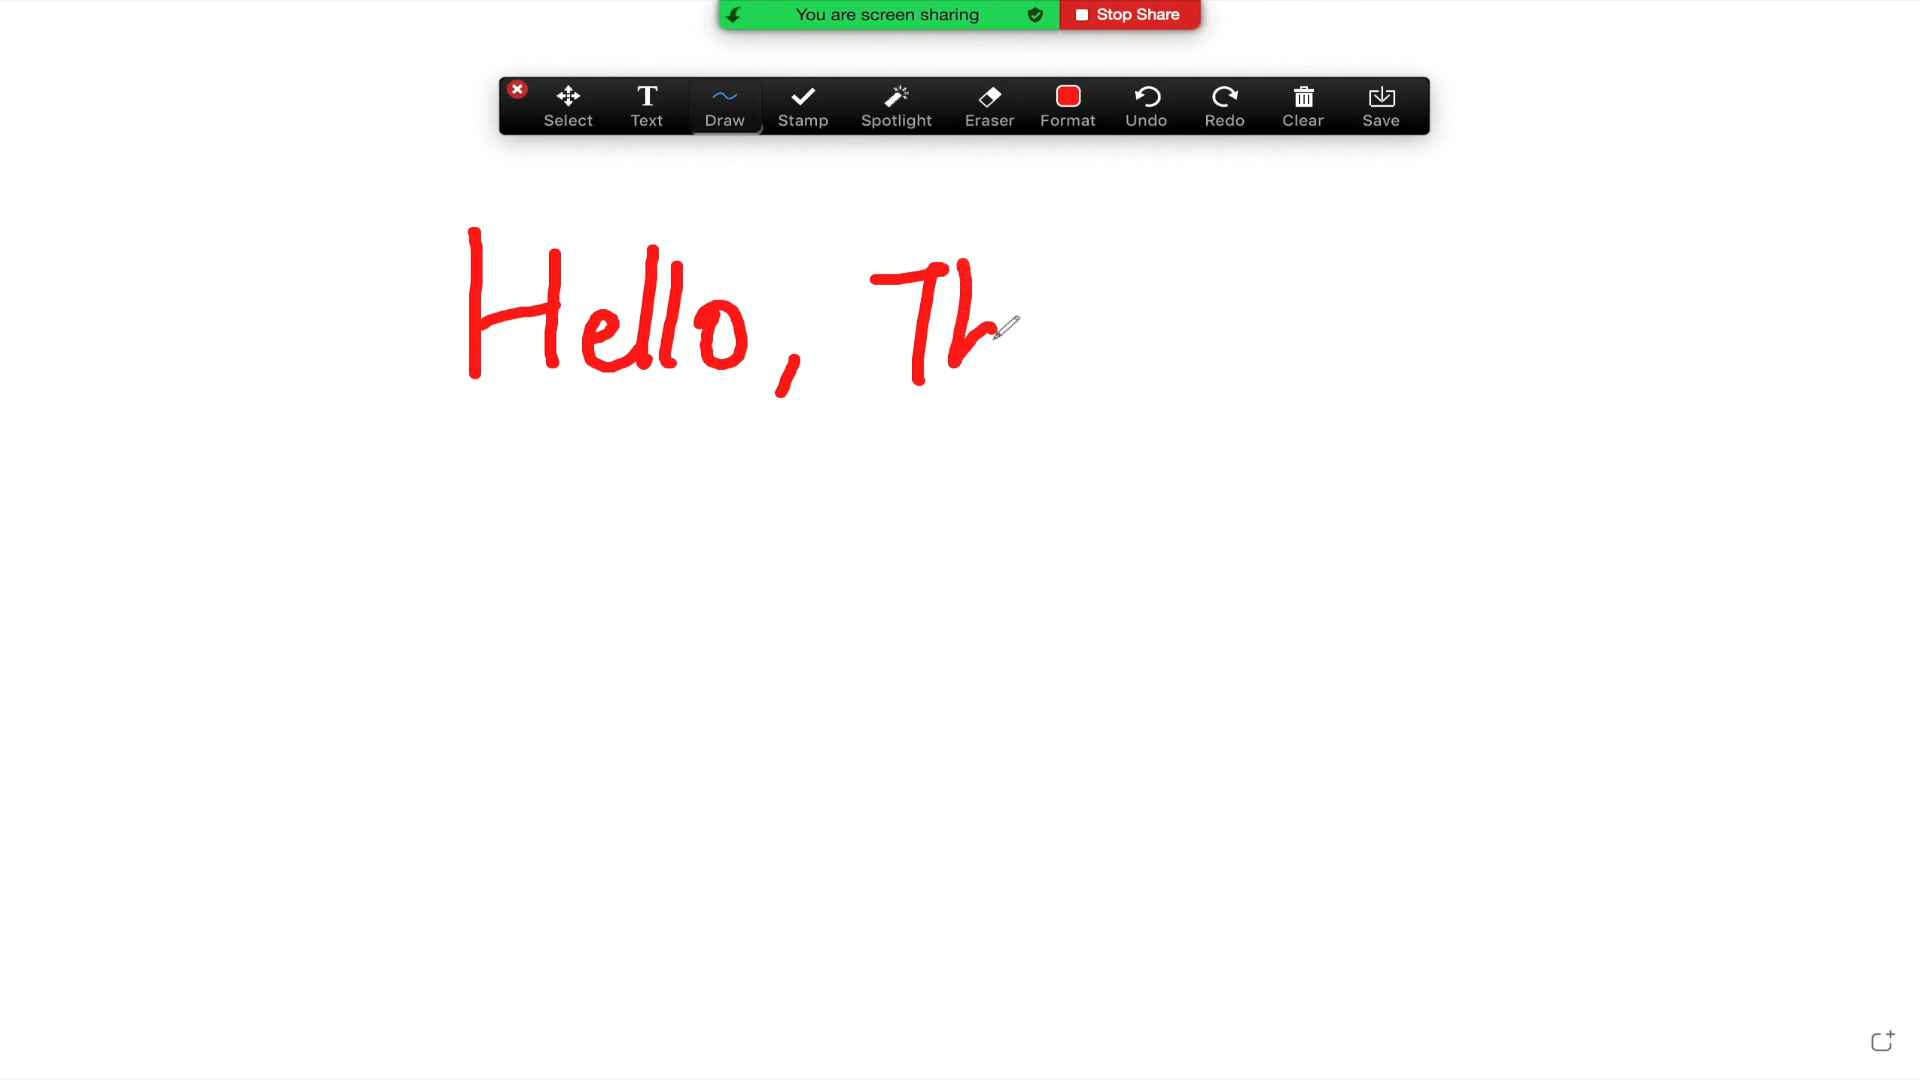 You are screen sharing Stop Share
Select Text Draw Stamp Spotlight Eraser Format Undo Redo Clear Save
Hello, Th